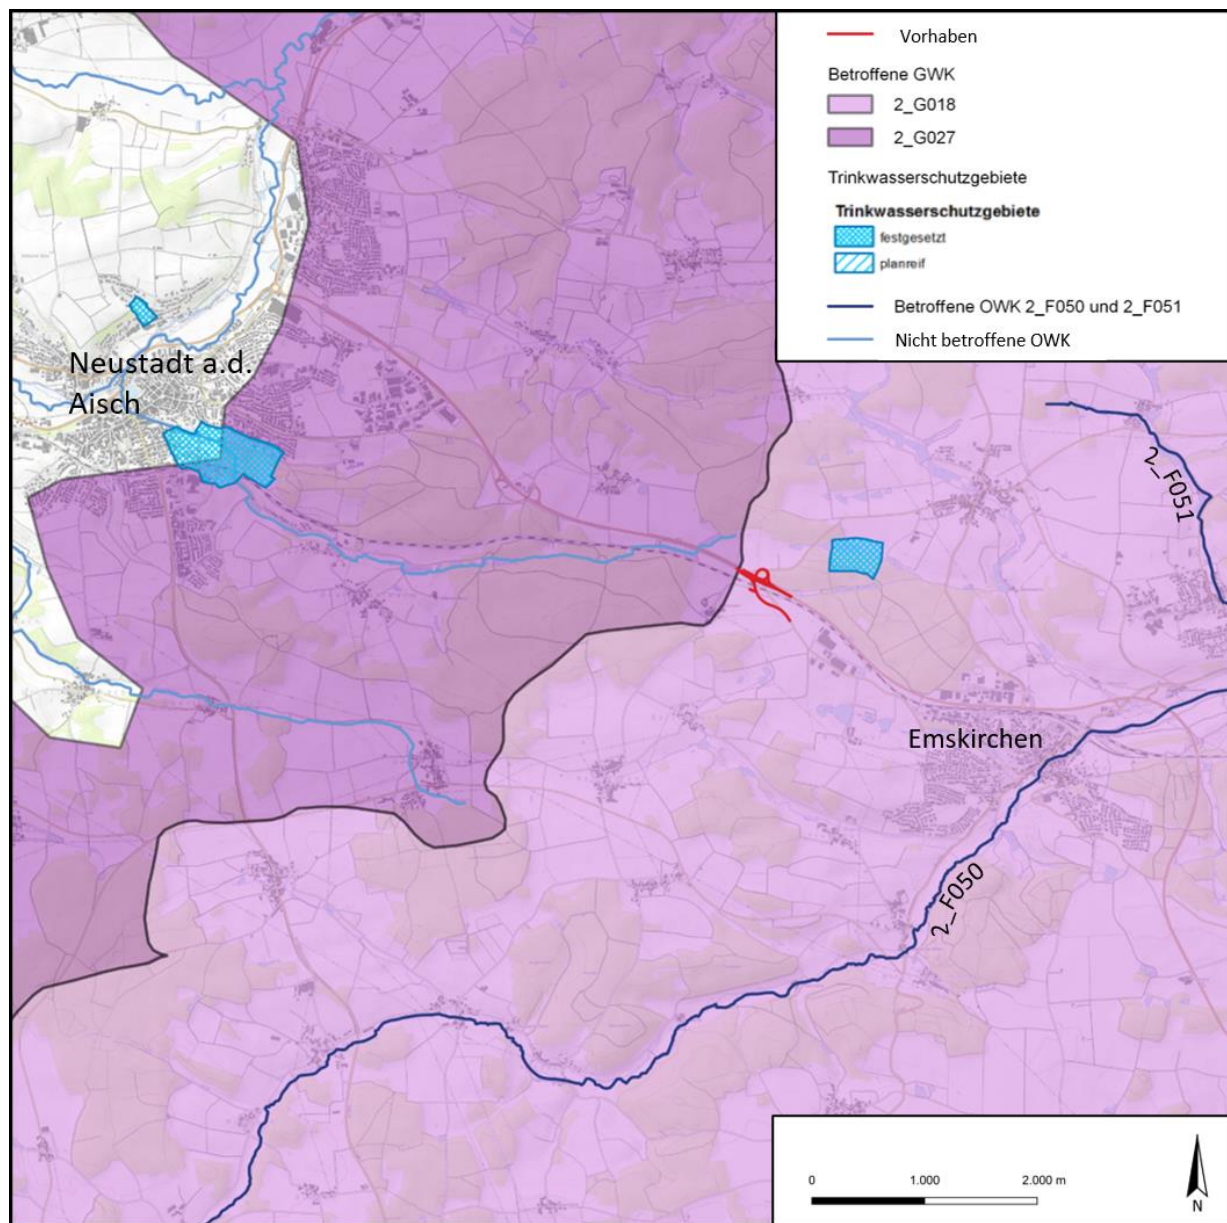 Vorhaben
Betroffene GWK
2_G018
2_G027
Trinkwasserschutzgebiete
Trinkwasserschutzgebiete
festgesetzt
planreif
Betroffene OWK 2_F050 und 2_F051
Nicht betroffene OWK
Neustadt a.d.
Aisch
2_F051
Emskirchen
2_F050
0 1.000 2.000 m
N